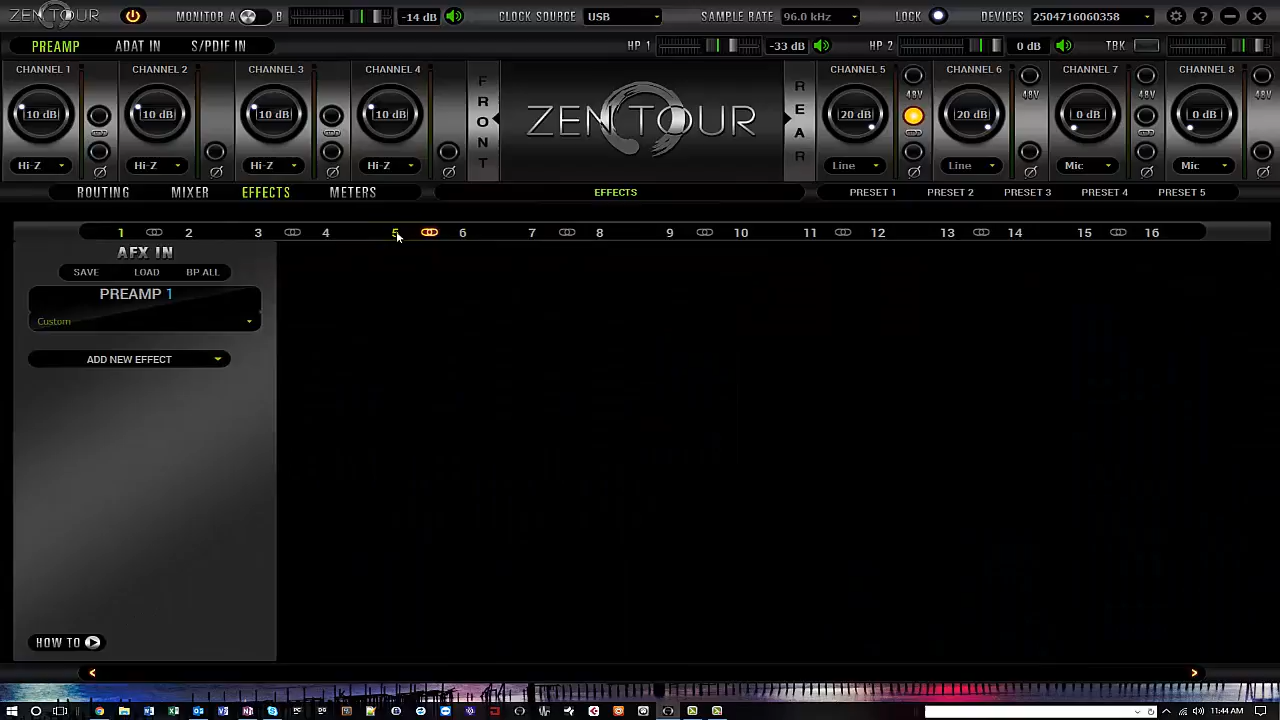 ZEN TOUR MONITOR A B -14 dB CLOCK SOURCE USB SAMPLE RATE 96.0 kHz LOCK DEVICES 2504716060358 ?
PREAMP ADAT IN S/PDIF IN HP 1 -33 dB HP 2 0 dB TBK
CHANNEL 1 CHANNEL 2 CHANNEL 3 CHANNEL 4 CHANNEL 5 CHANNEL 6 CHANNEL 7 CHANNEL 8
48V 48V 48V 48V
10 dB 10 dB 10 dB 10 dB FRONT ZEN TOUR REAR 20 dB 20 dB 0 dB 0 dB
Hi-Z Hi-Z Hi-Z Hi-Z Line Line Mic Mic
ROUTING MIXER EFFECTS METERS EFFECTS PRESET 1 PRESET 2 PRESET 3 PRESET 4 PRESET 5
1 2 3 4 5 6 7 8 9 10 11 12 13 14 15 16
AFX IN
SAVE LOAD BP ALL
PREAMP 1
Custom
ADD NEW EFFECT
HOW TO
11:44 AM